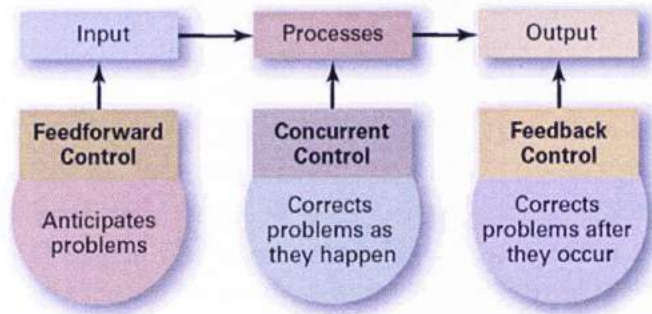 Input
Processes
Output
Feedforward
Control
Concurrent
Control
Feedback
Control
Anticipates
problems
Corrects
problems as
they happen
Corrects
problems after
they occur